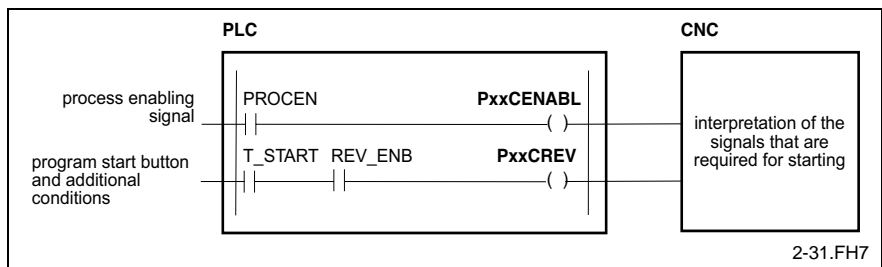 PLC
CNC
process enabling
signal
PROCEN
PxxCENABL
( )
program start button
and additional
conditions
T_START REV_ENB
PxxCREV
( )
interpretation of the
signals that are
required for starting
2-31.FH7